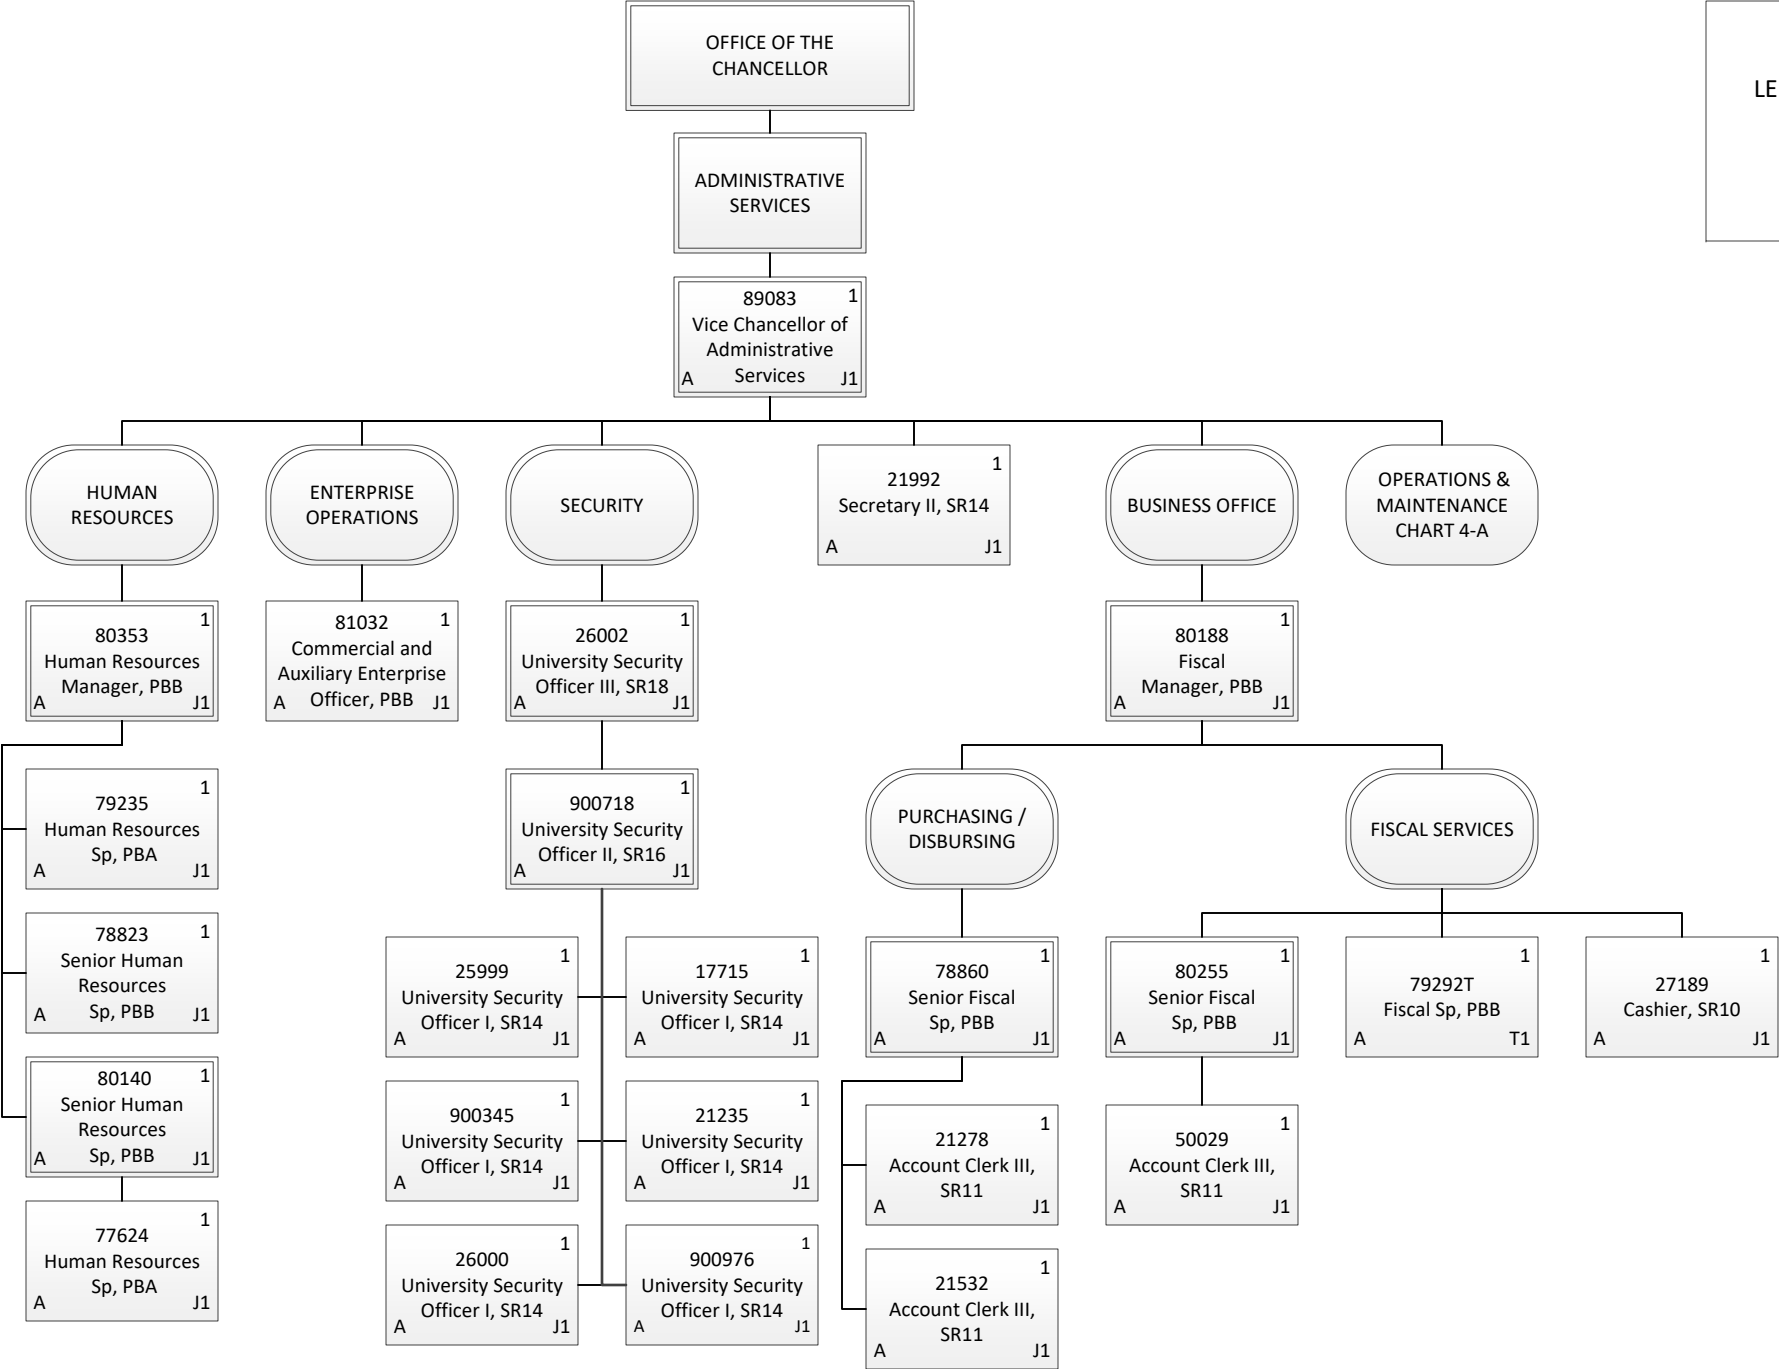 OFFICE OF THE
CHANCELLOR
LE
ADMINISTRATIVE
SERVICES
89083 1
Vice Chancellor of
Administrative
A Services J1
HUMAN
RESOURCES
ENTERPRISE
OPERATIONS
SECURITY
1
21992
Secretary II, SR14
A J1
BUSINESS OFFICE
OPERATIONS &
MAINTENANCE
CHART 4-A
1
80353
Human Resources
Manager, PBB
A J1
81032 1
Commercial and
Auxiliary Enterprise
A Officer, PBB J1
1
26002
University Security
Officer III, SR18
A J1
1
80188
Fiscal
Manager, PBB
A J1
1
79235
Human Resources
Sp, PBA
A J1
78823 1
Senior Human
Resources
A Sp, PBB J1
80140 1
Senior Human
Resources
A Sp, PBB J1
1
77624
Human Resources
Sp, PBA
A J1
1
900718
University Security
Officer II, SR16
A J1
1
25999
University Security
Officer I, SR14
A J1
1
17715
University Security
Officer I, SR14
A J1
1
900345
University Security
Officer I, SR14
A J1
1
21235
University Security
Officer I, SR14
A J1
1
26000
University Security
Officer I, SR14
A J1
1
900976
University Security
Officer I, SR14
A J1
PURCHASING /
DISBURSING
FISCAL SERVICES
1
78860
Senior Fiscal
Sp, PBB
A J1
1
21278
Account Clerk III,
SR11
A J1
1
21532
Account Clerk III,
SR11
A J1
1
80255
Senior Fiscal
Sp, PBB
A J1
1
50029
Account Clerk III,
SR11
A J1
1
79292T
Fiscal Sp, PBB
A T1
1
27189
Cashier, SR10
A J1